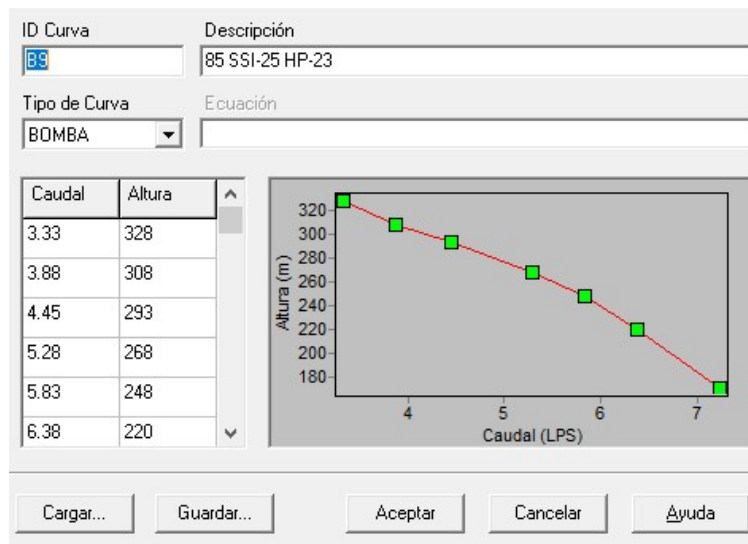 ID Curva Descripción
B9 85 SSI-25 HP-23
Tipo de Curva Ecuación
BOMBA
Caudal Altura
3.33 328
3.88 308
4.45 293
5.28 268
5.83 248
6.38 220
Altura (m)
320
300
280
260
240
220
200
180
4 5 6 7
Caudal (LPS)
Cargar... Guardar... Aceptar Cancelar Ayuda